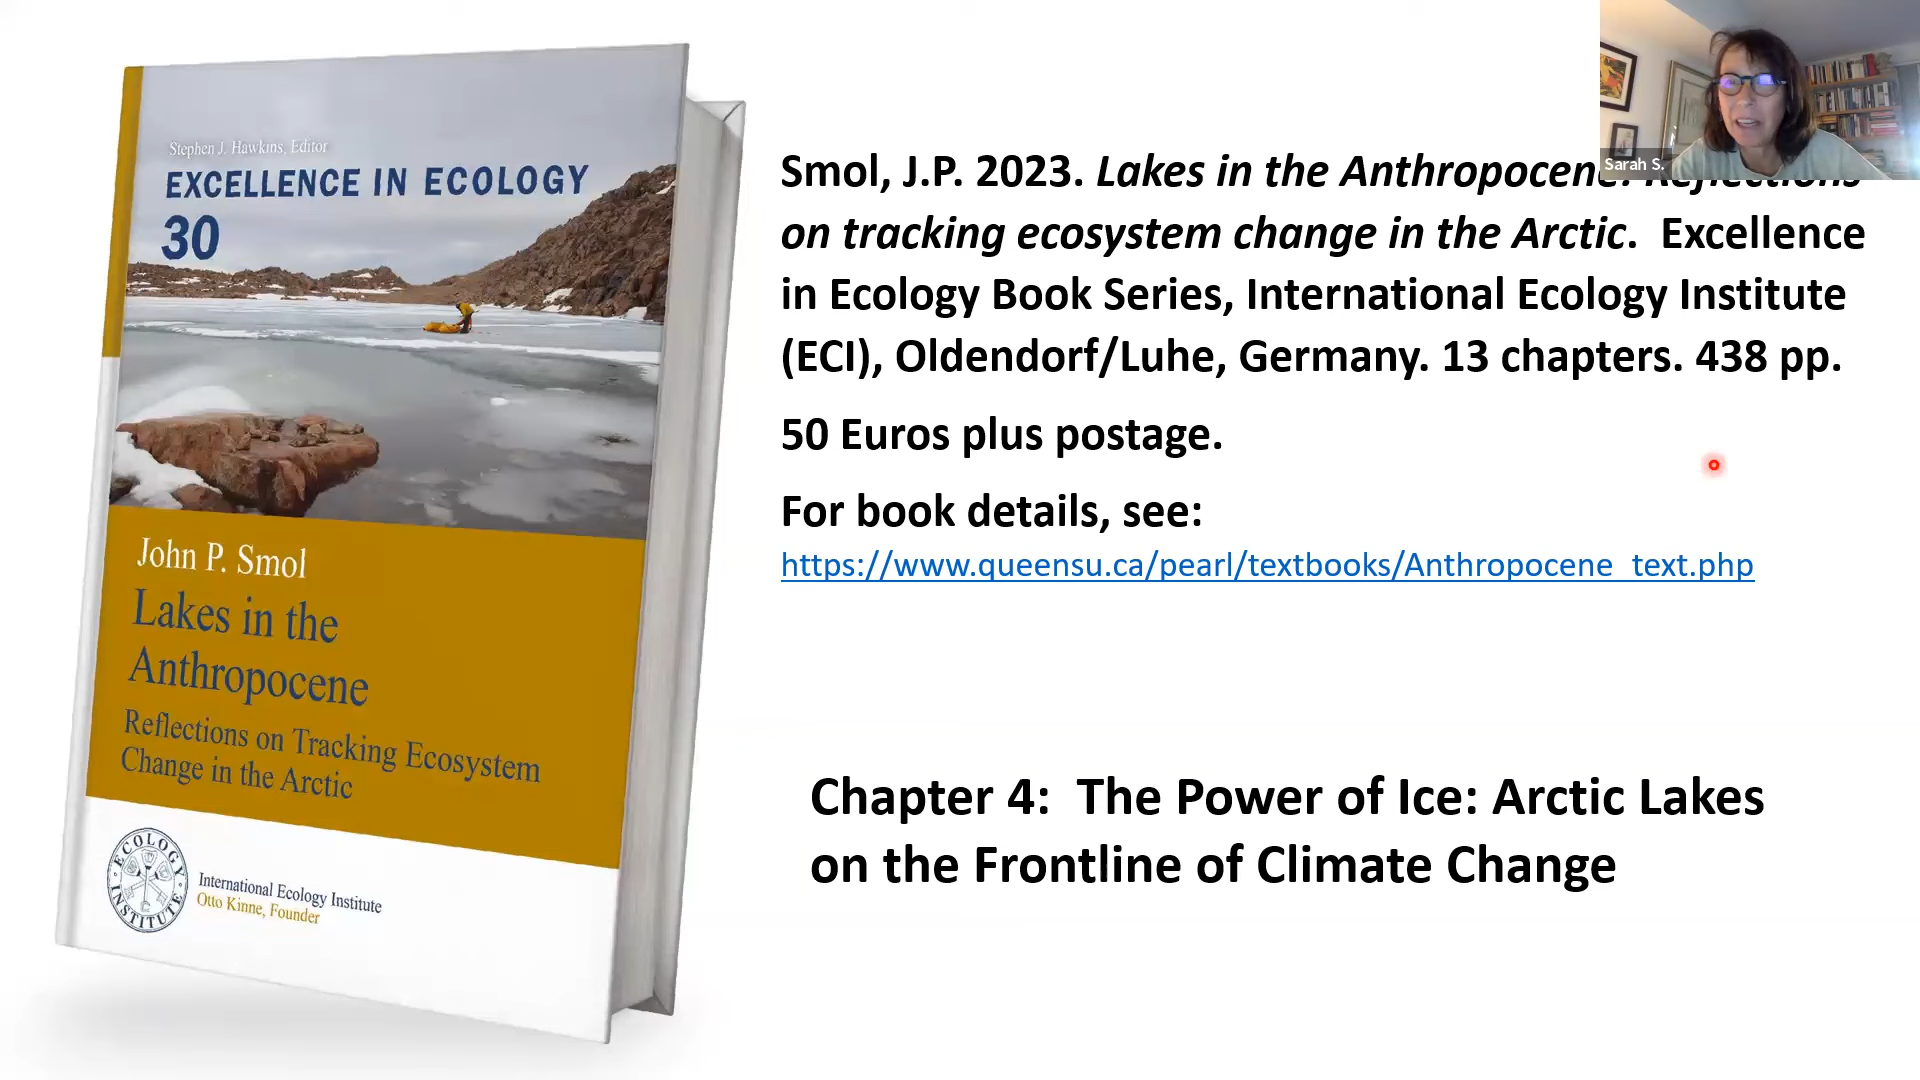 Stephen J. Hawkins, Editor
EXCELLENCE IN ECOLOGY
30
John P. Smol
Lakes in the
Anthropocene
Reflections on Tracking Ecosystem
Change in the Arctic
ECOLOGY INSTITUTE
International Ecology Institute
Otto Kinne, Founder
Smol, J.P. 2023. Lakes in the Anthropocene: Reflections
on tracking ecosystem change in the Arctic. Excellence
in Ecology Book Series, International Ecology Institute
(ECI), Oldendorf/Luhe, Germany. 13 chapters. 438 pp.
50 Euros plus postage.
For book details, see:
https://www.queensu.ca/pearl/textbooks/Anthropocene_text.php
Chapter 4: The Power of Ice: Arctic Lakes
on the Frontline of Climate Change
Sarah S.